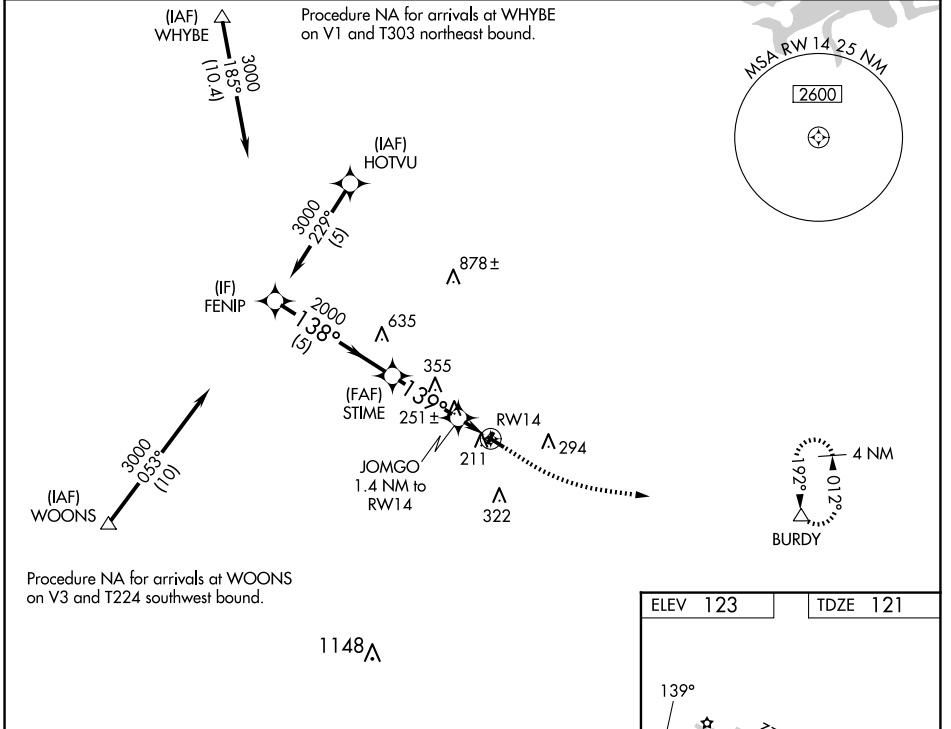 (IAF)
WHYBE
Procedure NA for arrivals at WHYBE
on V1 and T303 northeast bound.
3000
185°
(10.4)
MSA RW 14 25 NM
2600
(IAF)
HOTVU
3000
229°
(5)
878±
(IF)
FENIP
2000
138°
(5)
635
355
(FAF)
STIME
139°
251±
RW14
211
294
JOMGO
1.4 NM to
RW14
322
3000
053°
(10)
(IAF)
WOONS
4 NM
192°
012°
BURDY
Procedure NA for arrivals at WOONS
on V3 and T224 southwest bound.
1148
ELEV 123
TDZE 121
139°